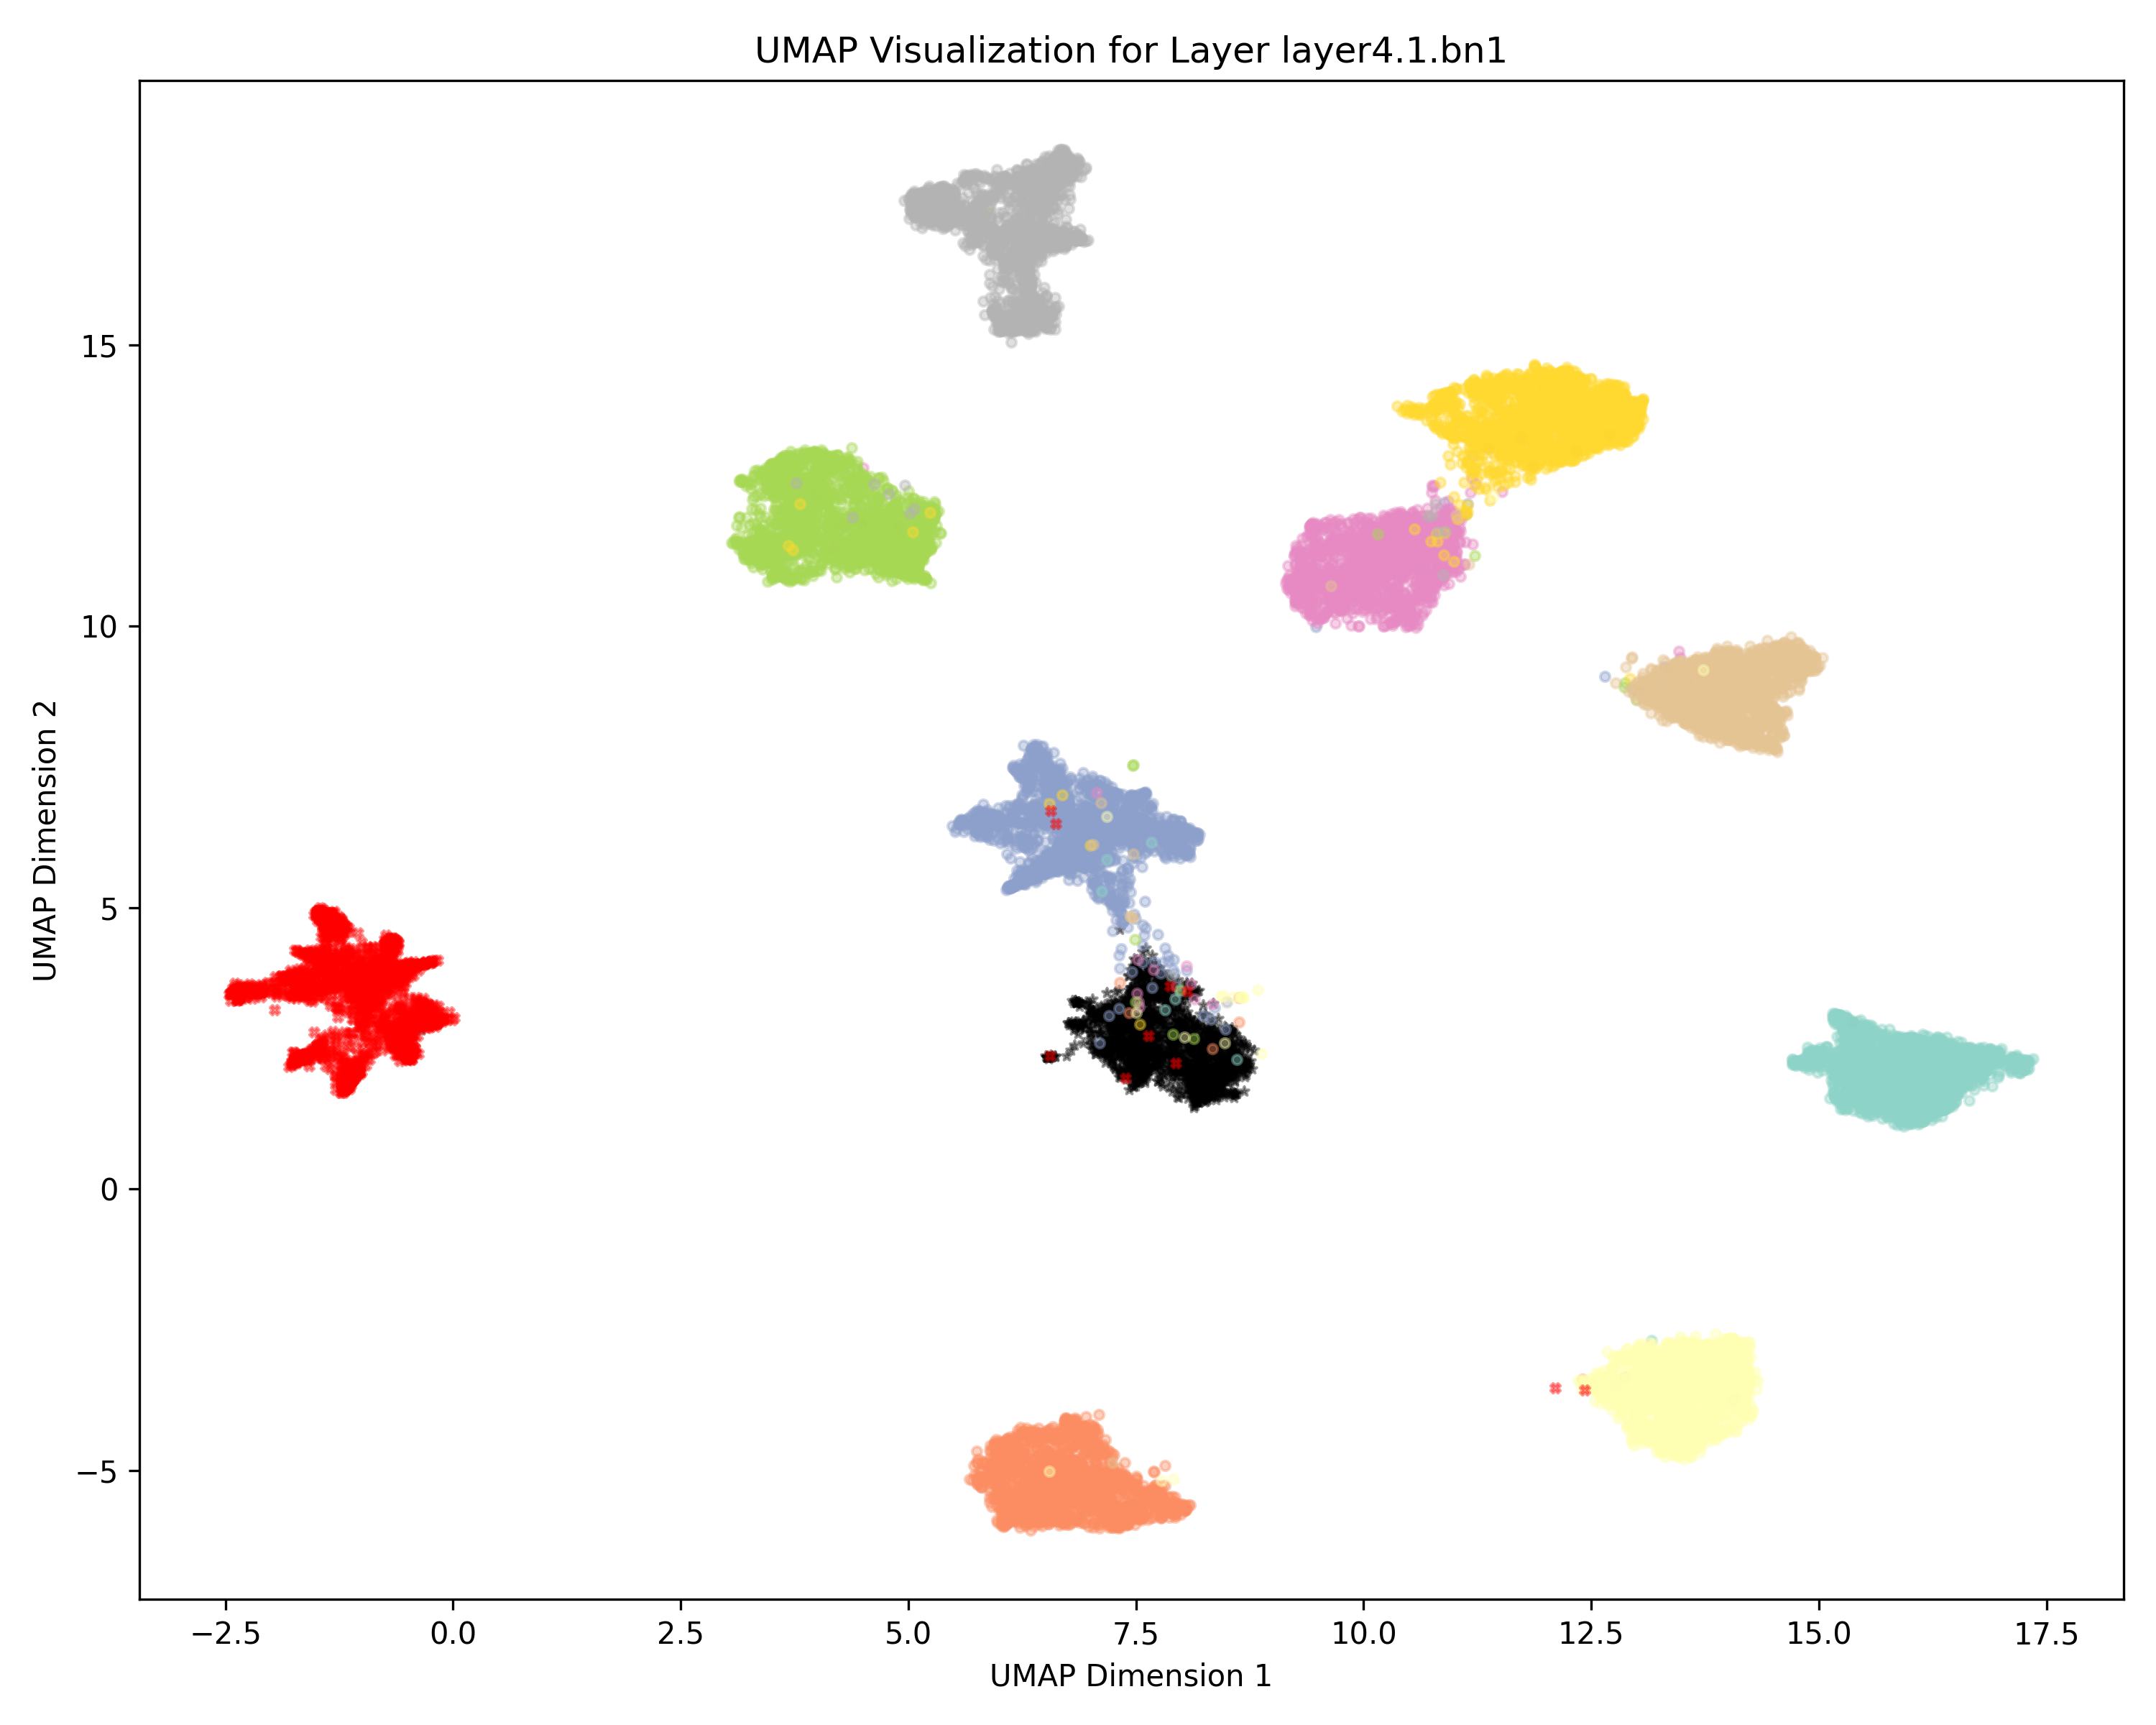 UMAP Visualization for Layer layer4.1.bn1
UMAP Dimension 2
15
10
5
0
−5
−2.5 0.0 2.5 5.0 7.5 10.0 12.5 15.0 17.5
UMAP Dimension 1